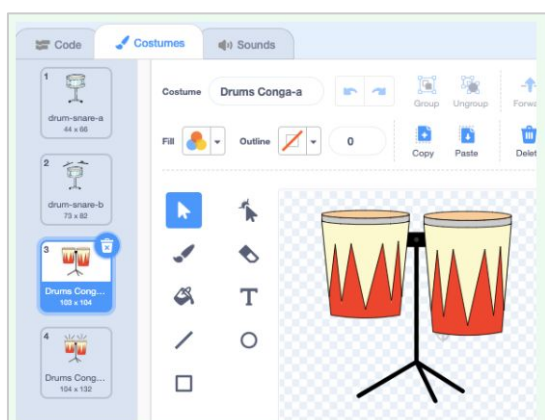 Code Costumes Sounds
1
drum-snare-a
44 x 66
2
drum-snare-b
73 x 82
3
Drums Cong...
103 x 104
4
Drums Cong...
104 x 132
Costume Drums Conga-a
Group Ungroup Forwa
Fill Outline 0
Copy Paste Delet
T